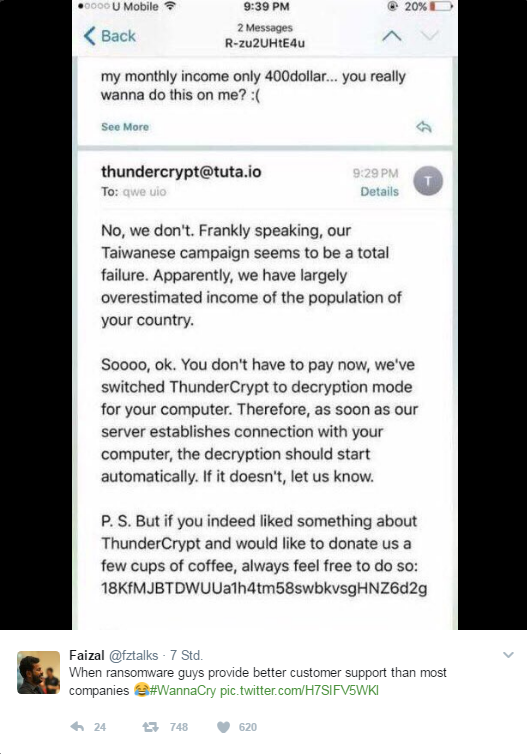 U Mobile 9:39 PM 20%
2 Messages
Back
R-zu2UHtE4u
my monthly income only 400dollar... you really
wanna do this on me? :(
See More
thundercrypt@tuta.io 9:29 PM T
To: qwe uio Details
No, we don't. Frankly speaking, our
Taiwanese campaign seems to be a total
failure. Apparently, we have largely
overestimated income of the population of
your country.
Soooo, ok. You don't have to pay now, we've
switched ThunderCrypt to decryption mode
for your computer. Therefore, as soon as our
server establishes connection with your
computer, the decryption should start
automatically. If it doesn't, let us know.
P. S. But if you indeed liked something about
ThunderCrypt and would like to donate us a
few cups of coffee, always feel free to do so:
18KfMJBTDWUUa1h4tm58swbkvsgHNZ6d2g
Faizal @fztalks · 7 Std.
When ransomware guys provide better customer support than most
companies 😂#WannaCry pic.twitter.com/H7SIFV5WKI
24 748 620